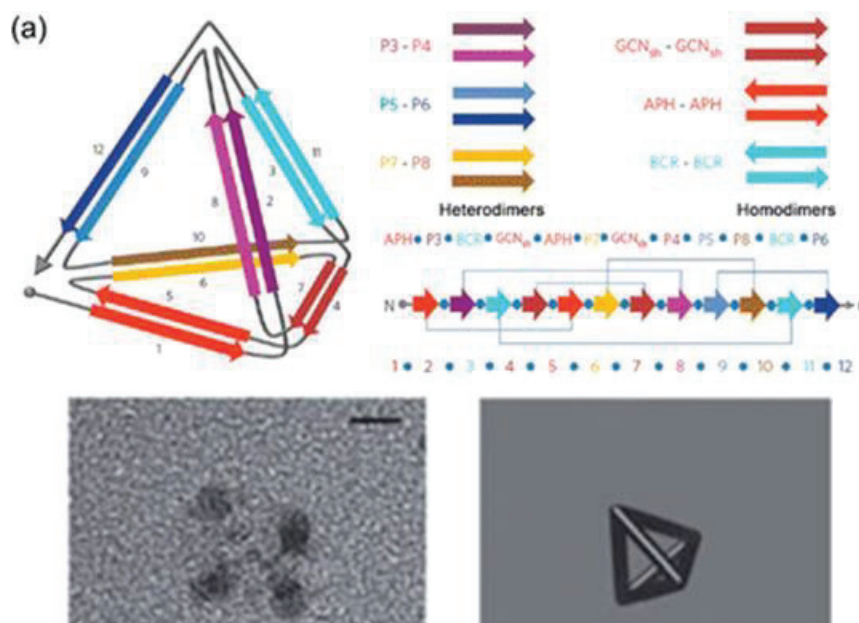 (a)
P3 - P4
P5 - P6
P7 - P8
Heterodimers
GCNsh - GCNsh
APH - APH
BCR - BCR
Homodimers
12
9
11
3
2
8
10
6
7
4
5
1
APH P3 BCR GCNsh APH P7 GCNsh P4 P5 P8 BCR P6
N
1 2 3 4 5 6 7 8 9 10 11 12